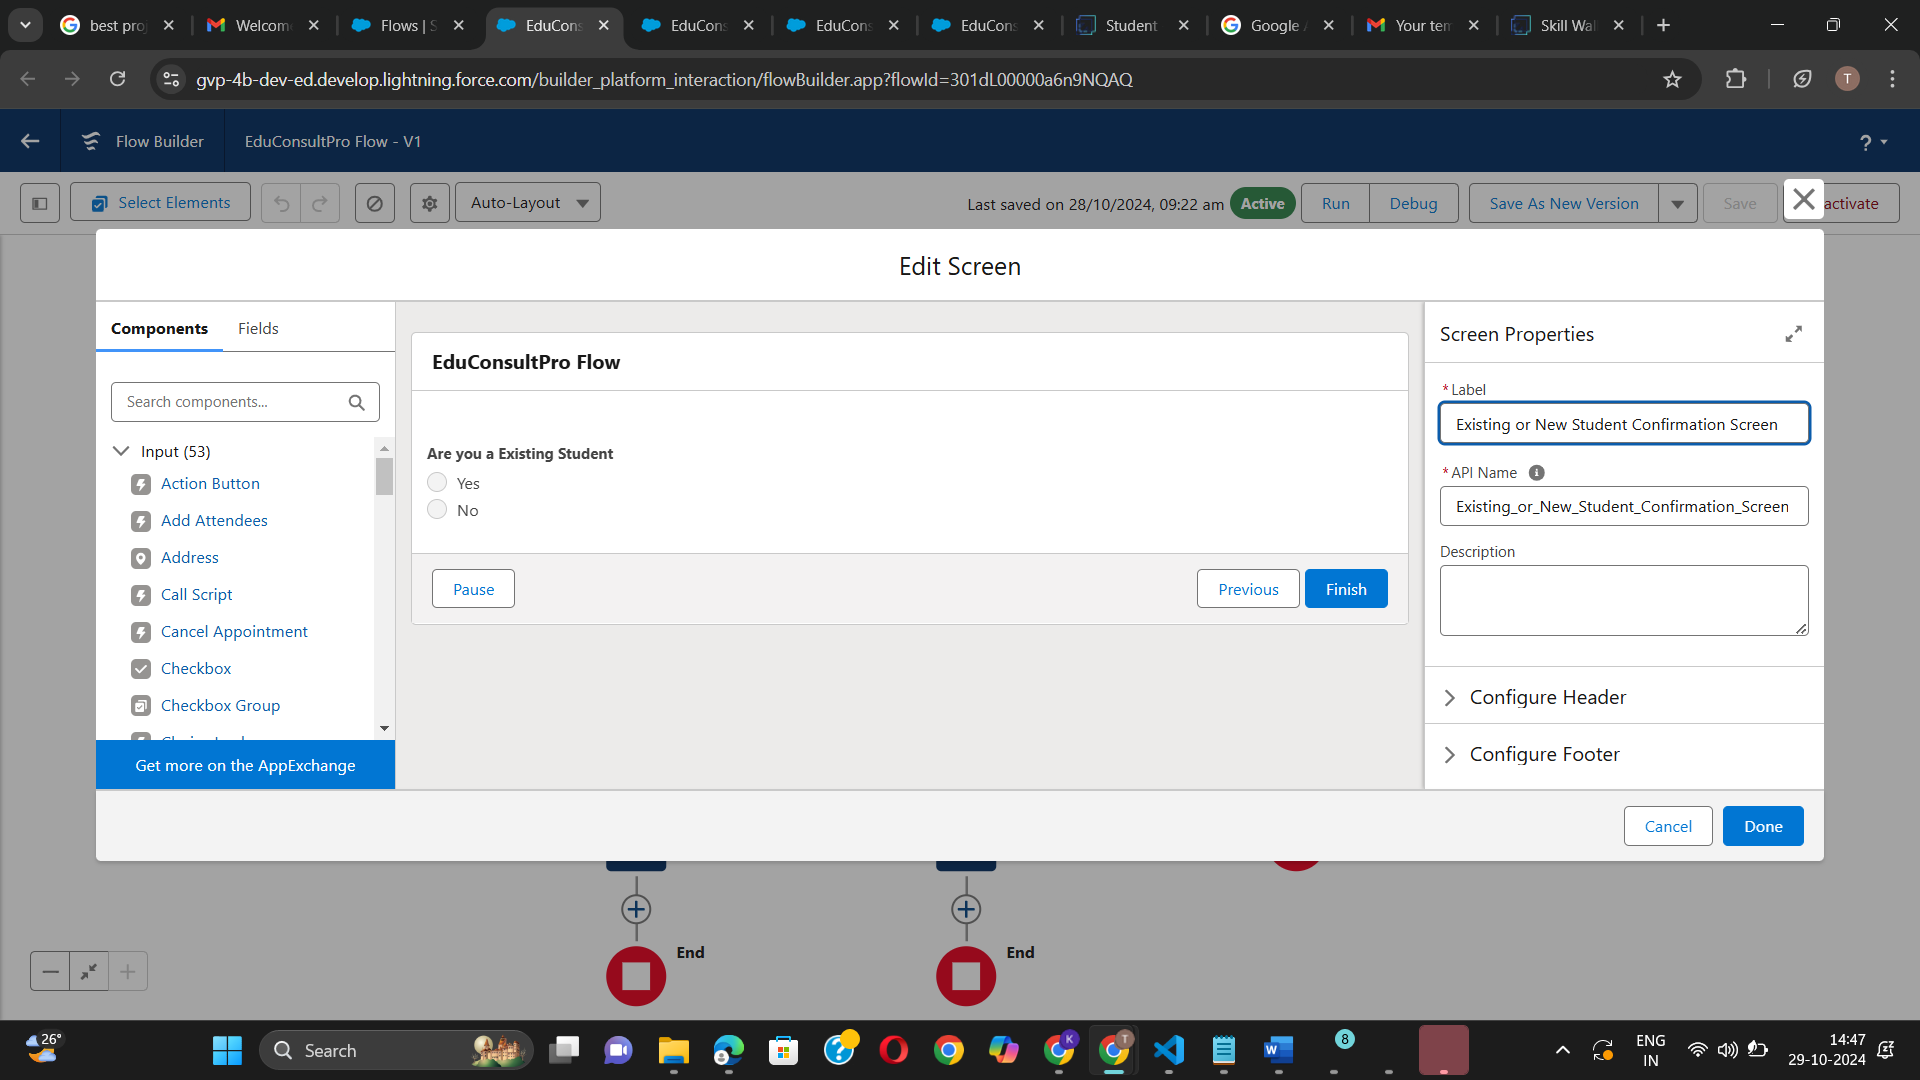 best proj
Welcom
Flows | S
EduCons
EduCons
EduCons
EduCons
Student
Google
Your tem
Skill Wal
gvp-4b-dev-ed.develop.lightning.force.com/builder_platform_interaction/flowBuilder.app?flowId=301dL00000a6n9NQAQ
T
Flow Builder
EduConsultPro Flow - V1
?
Select Elements
Auto-Layout
Last saved on 28/10/2024, 09:22 am
Active
Run
Debug
Save As New Version
Save
activate
Edit Screen
Components
Fields
Search components...
Input (53)
Action Button
Add Attendees
Address
Call Script
Cancel Appointment
Checkbox
Checkbox Group
Get more on the AppExchange
EduConsultPro Flow
Are you a Existing Student
Yes
No
Pause
Previous
Finish
Screen Properties
*Label
Existing or New Student Confirmation Screen
*API Name
Existing_or_New_Student_Confirmation_Screen
Description
Configure Header
Configure Footer
Cancel
Done
End
End
26°
Search
K
T
8
ENG
IN
14:47
29-10-2024